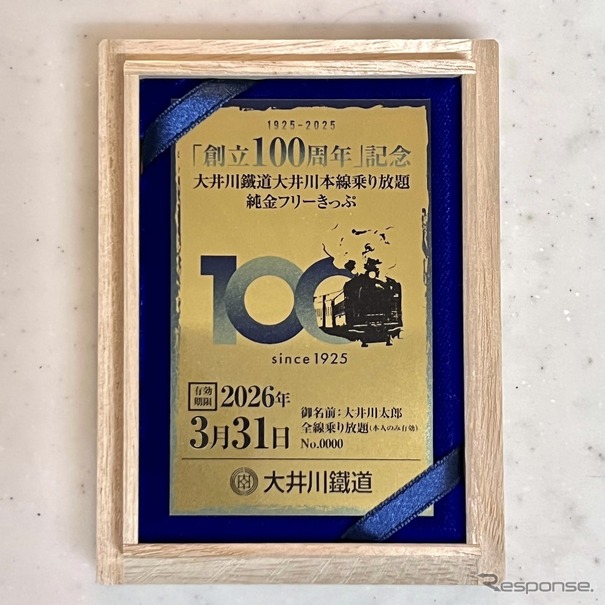 1925-2025
「創立100周年」記念
大井川鐵道大井川本線乗り放題
純金フリーきっぷ
100
since1925
有効期限
2026年
3月31日
御名前：大井川太郎
全線乗り放題(本人のみ有効)
No.0000
大井川鐵道
Response.